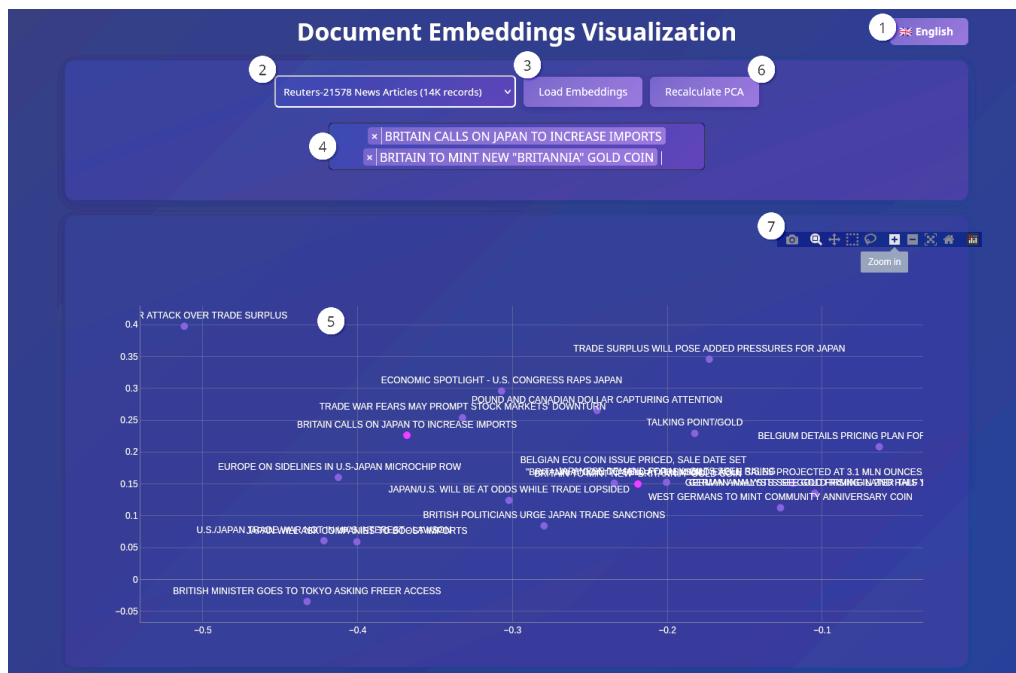 Document Embeddings Visualization
1
🇬🇧 English
2
3
6
Reuters-21578 News Articles (14K records)
Load Embeddings
Recalculate PCA
4
× BRITAIN CALLS ON JAPAN TO INCREASE IMPORTS
× BRITAIN TO MINT NEW "BRITANNIA" GOLD COIN
7
Zoom in
5
R ATTACK OVER TRADE SURPLUS
0.4
TRADE SURPLUS WILL POSE ADDED PRESSURES FOR JAPAN
0.35
ECONOMIC SPOTLIGHT - U.S. CONGRESS RAPS JAPAN
0.3
POUND AND CANADIAN DOLLAR CAPTURING ATTENTION
TRADE WAR FEARS MAY PROMPT STOCK MARKETS' DOWNTURN
0.25
BRITAIN CALLS ON JAPAN TO INCREASE IMPORTS
TALKING POINT/GOLD
BELGIUM DETAILS PRICING PLAN FOR
0.2
BELGIAN ECU COIN ISSUE PRICED, SALE DATE SET
EUROPE ON SIDELINES IN U.S-JAPAN MICROCHIP ROW
PROJECTED AT 3.1 MLN OUNCES
0.15
JAPAN/U.S. WILL BE AT ODDS WHILE TRADE LOPSIDED
WEST GERMANS TO MINT COMMUNITY ANNIVERSARY COIN
0.1
BRITISH POLITICIANS URGE JAPAN TRADE SANCTIONS
U.S./JAPAN
IMPORTS
0.05
BRITISH MINISTER GOES TO TOKYO ASKING FREER ACCESS
0
−0.05
−0.5
−0.4
−0.3
−0.2
−0.1